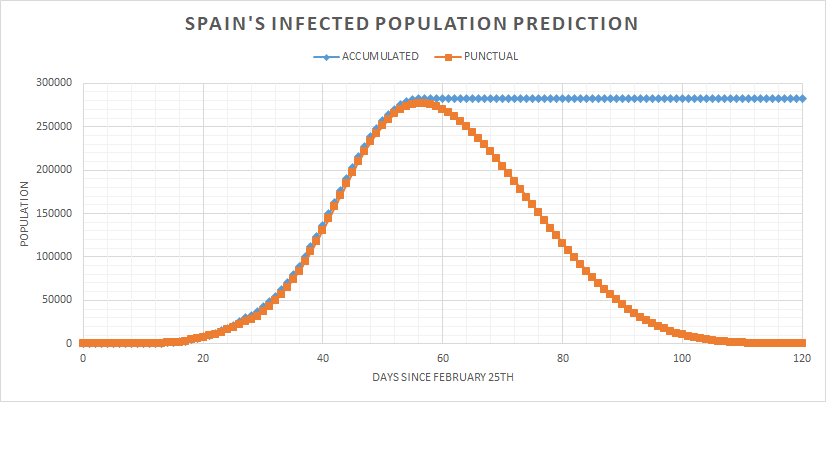 SPAIN'S INFECTED POPULATION PREDICTION
ACCUMULATED PUNCTUAL
300000
250000
200000
150000
100000
50000
0
POPULATION
0 20 40 60 80 100 120
DAYS SINCE FEBRUARY 25TH